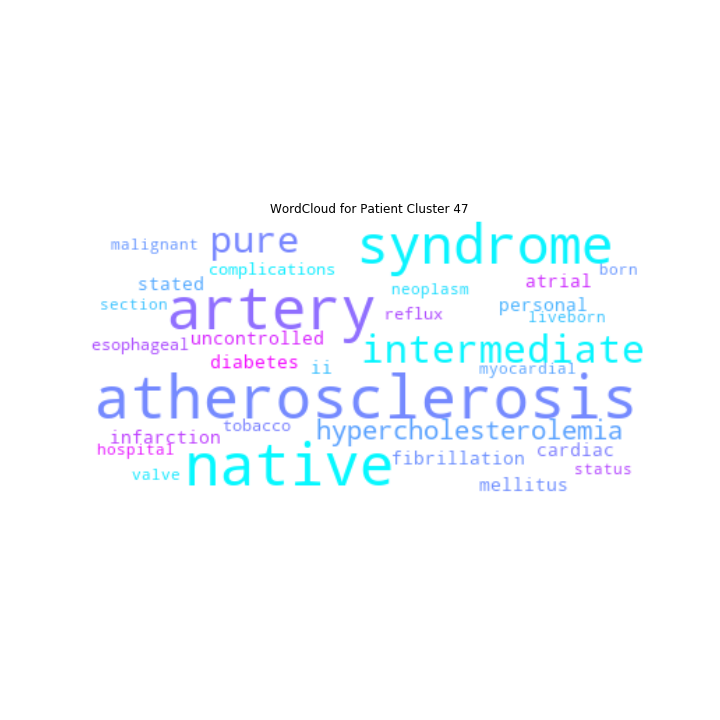 WordCloud for Patient Cluster 47
pure syndrome
malignant
complications born
stated atrial
neoplasm
section artery personal
reflux liveborn
uncontrolled
esophageal intermediate
diabetes ii myocardial
atherosclerosis
tobacco hypercholesterolemia
infarction
hospital cardiac
native fibrillation
valve status
mellitus